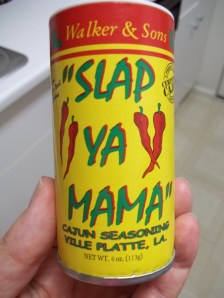 Walker & Sons
"SLAP
YA
MAMA"
CAJUN SEASONING
VILLE PLATTE, LA.
NET WT. 4 oz. (113g)